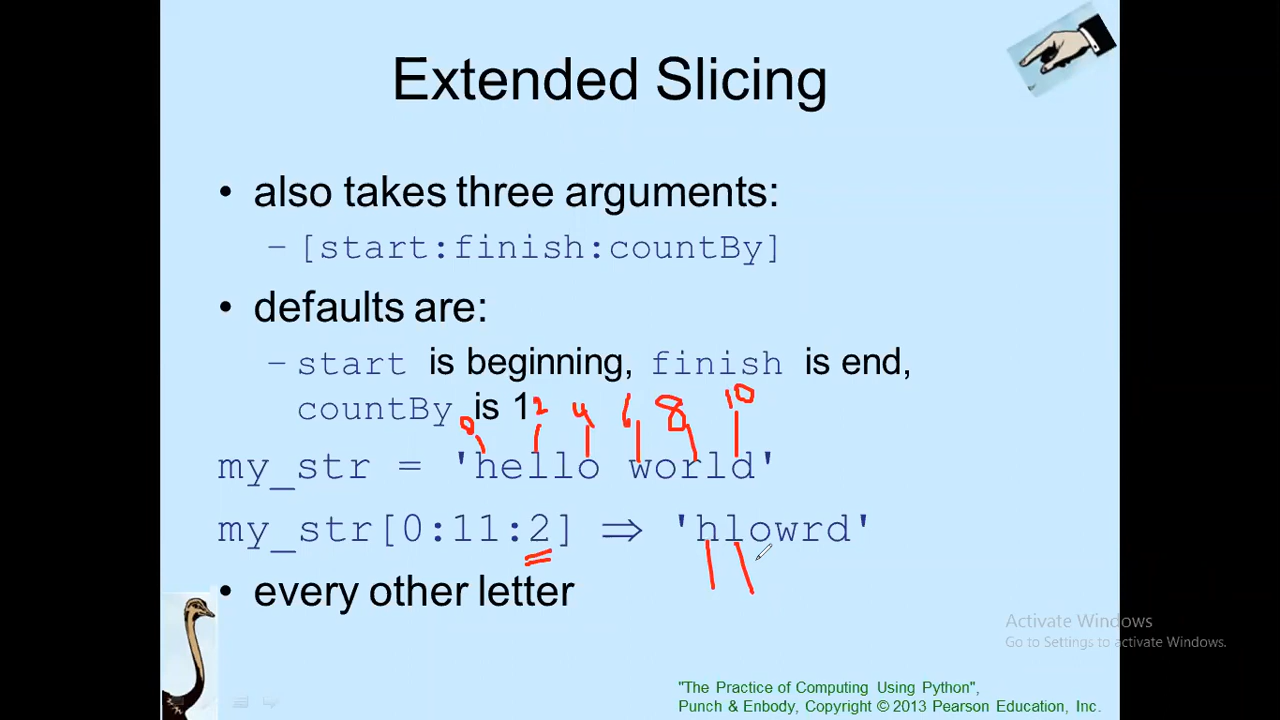 Extended Slicing
• also takes three arguments:
– [start:finish:countBy]
• defaults are:
– start is beginning, finish is end,
countBy is 1
0 2 4 6 8 10
my_str = 'hello world'
my_str[0:11:2] ⇒ 'hlowrd'
• every other letter
Activate Windows
Go to Settings to activate Windows.
"The Practice of Computing Using Python",
Punch & Enbody, Copyright © 2013 Pearson Education, Inc.